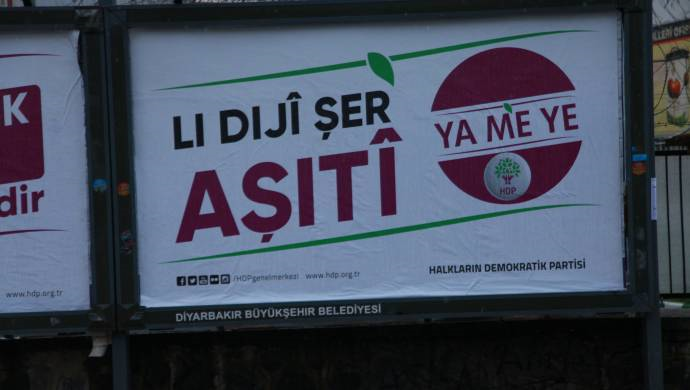 K
dir
www.hdp.org.tr
LI DIJÎ ŞER
AŞITÎ
YA ME YE
HDP
/HDPgenelmerkezi www.hdp.org.tr
HALKLARIN DEMOKRATİK PARTİSİ
DİYARBAKIR BÜYÜKŞEHİR BELEDİYESİ